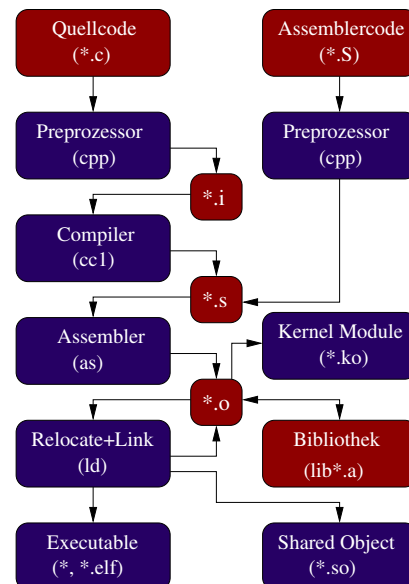 Quellcode
(*.c)
Assemblercode
(*.S)
Preprozessor
(cpp)
Preprozessor
(cpp)
*.i
Compiler
(cc1)
*.s
Assembler
(as)
Kernel Module
(*.ko)
*.o
Relocate+Link
(ld)
Bibliothek
(lib*.a)
Executable
(*, *.elf)
Shared Object
(*.so)